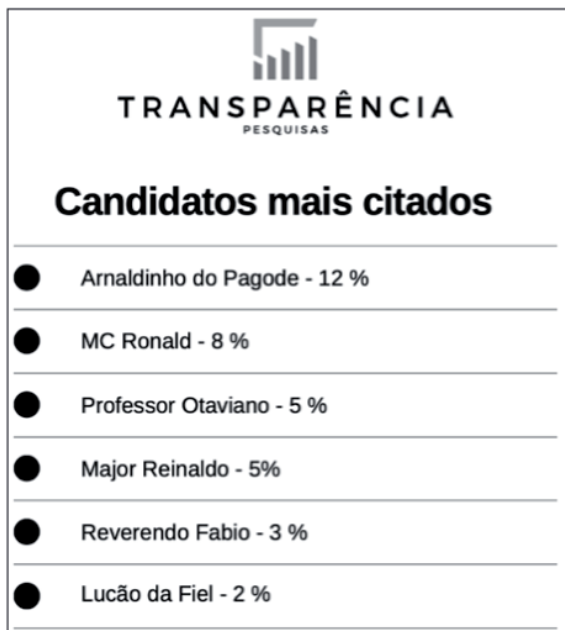 TRANSPARÊNCIA
PESQUISAS
Candidatos mais citados
Arnaldinho do Pagode - 12 %
MC Ronald - 8 %
Professor Otaviano - 5 %
Major Reinaldo - 5%
Reverendo Fabio - 3 %
Lucão da Fiel - 2 %